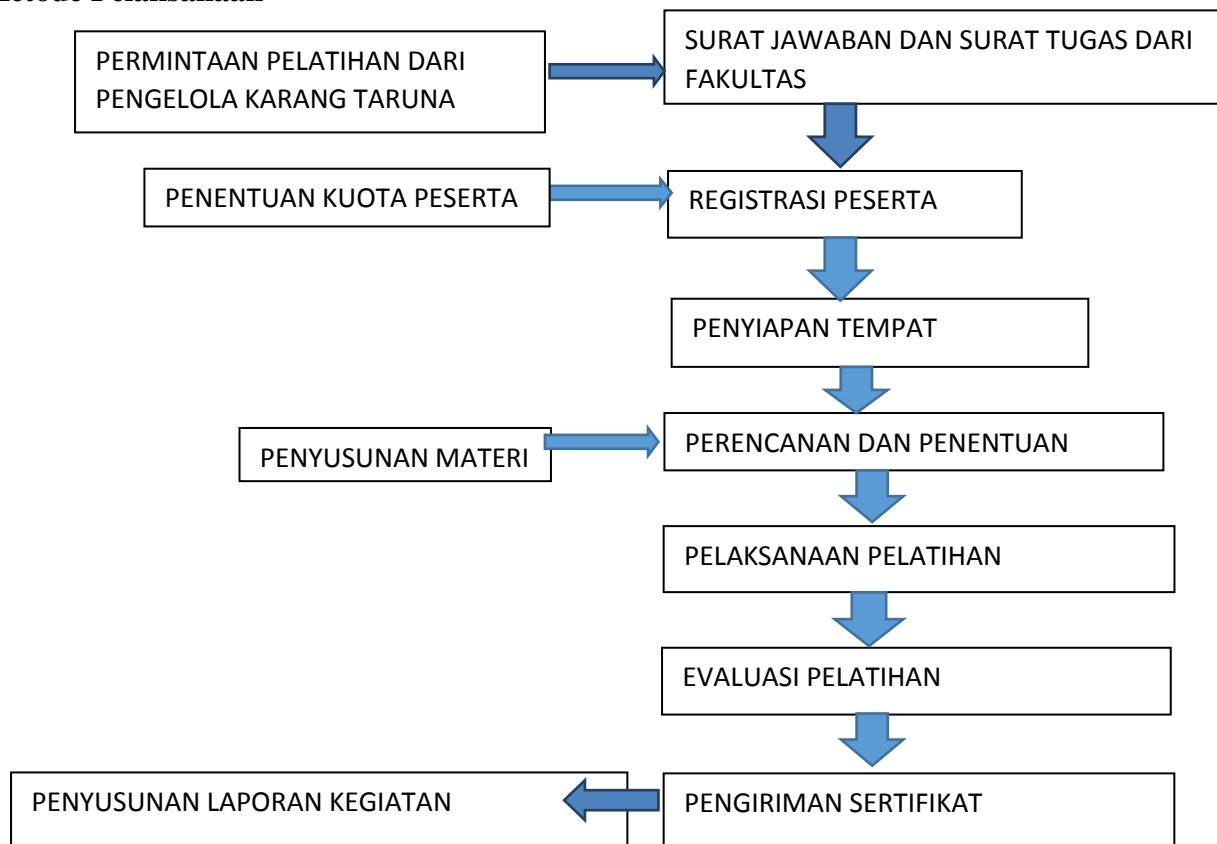 PERMINTAAN PELATIHAN DARI
PENGELOLA KARANG TARUNA
SURAT JAWABAN DAN SURAT TUGAS DARI
FAKULTAS
PENENTUAN KUOTA PESERTA
REGISTRASI PESERTA
PENYIAPAN TEMPAT
PENYUSUNAN MATERI
PERENCANAN DAN PENENTUAN
PELAKSANAAN PELATIHAN
EVALUASI PELATIHAN
PENGIRIMAN SERTIFIKAT
PENYUSUNAN LAPORAN KEGIATAN